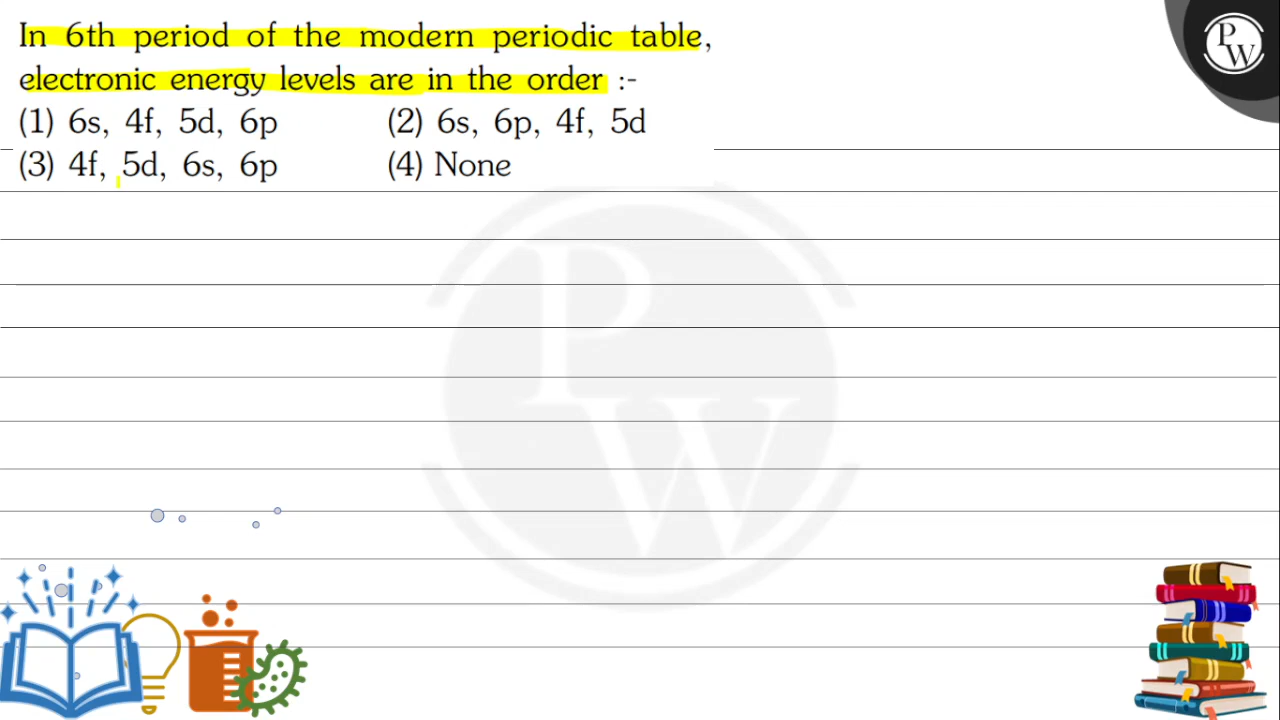 In 6th period of the modern periodic table,
electronic energy levels are in the order :-
(1) 6s, 4f, 5d, 6p (2) 6s, 6p, 4f, 5d
(3) 4f, 5d, 6s, 6p (4) None
P
W
P
W